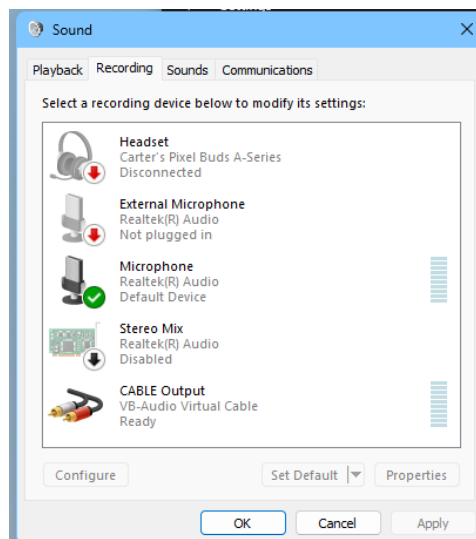 Sound
Playback Recording Sounds Communications
Select a recording device below to modify its settings:
Headset
Carter's Pixel Buds A-Series
Disconnected
External Microphone
Realtek(R) Audio
Not plugged in
Microphone
Realtek(R) Audio
Default Device
Stereo Mix
Realtek(R) Audio
Disabled
CABLE Output
VB-Audio Virtual Cable
Ready
Configure Set Default Properties
OK Cancel Apply